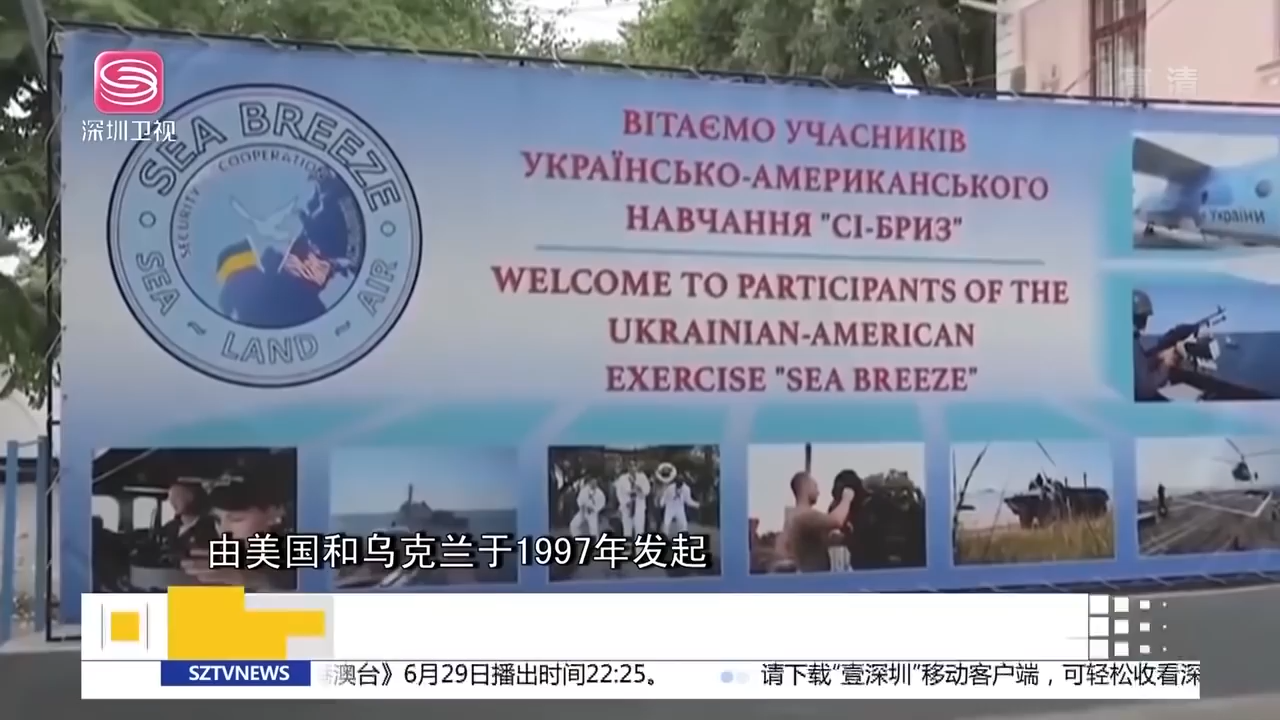 深圳卫视
高清
SEA BREEZE
SECURITY COOPERATION
SEA ~ LAND ~ AIR
ВІТАЄМО УЧАСНИКІВ
УКРАЇНСЬКО-АМЕРИКАНСЬКОГО
НАВЧАННЯ "СІ-БРИЗ"
WELCOME TO PARTICIPANTS OF THE
UKRAINIAN-AMERICAN
EXERCISE "SEA BREEZE"
由美国和乌克兰于1997年发起
SZTVNEWS
澳台》6月29日播出时间22:25。 请下载“壹深圳”移动客户端，可轻松收看深